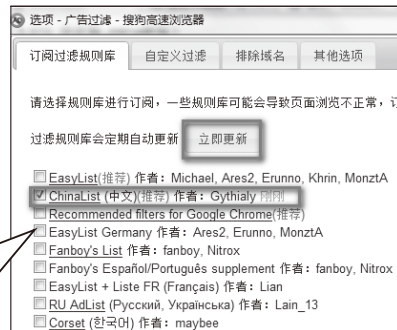 选项 - 广告过滤 - 搜狗高速浏览器
订阅过滤规则库 自定义过滤 排除域名 其他选项
请选择规则库进行订阅，一些规则库可能会导致页面浏览不正常，订
过滤规则库会定期自动更新 立即更新
EasyList(推荐) 作者： Michael, Ares2, Erunno, Khrin, MonztA
ChinaList (中文)(推荐) 作者： Gythialy 刚刚
Recommended filters for Google Chrome(推荐)
EasyList Germany 作者： Ares2, Erunno, MonztA
Fanboy's List 作者： fanboy, Nitrox
Fanboy's Español/Português supplement 作者： fanboy, Nitrox
EasyList + Liste FR (Français) 作者： Lian
RU AdList (Русский, Українська) 作者： Lain_13
Corset (한국어) 作者： maybee